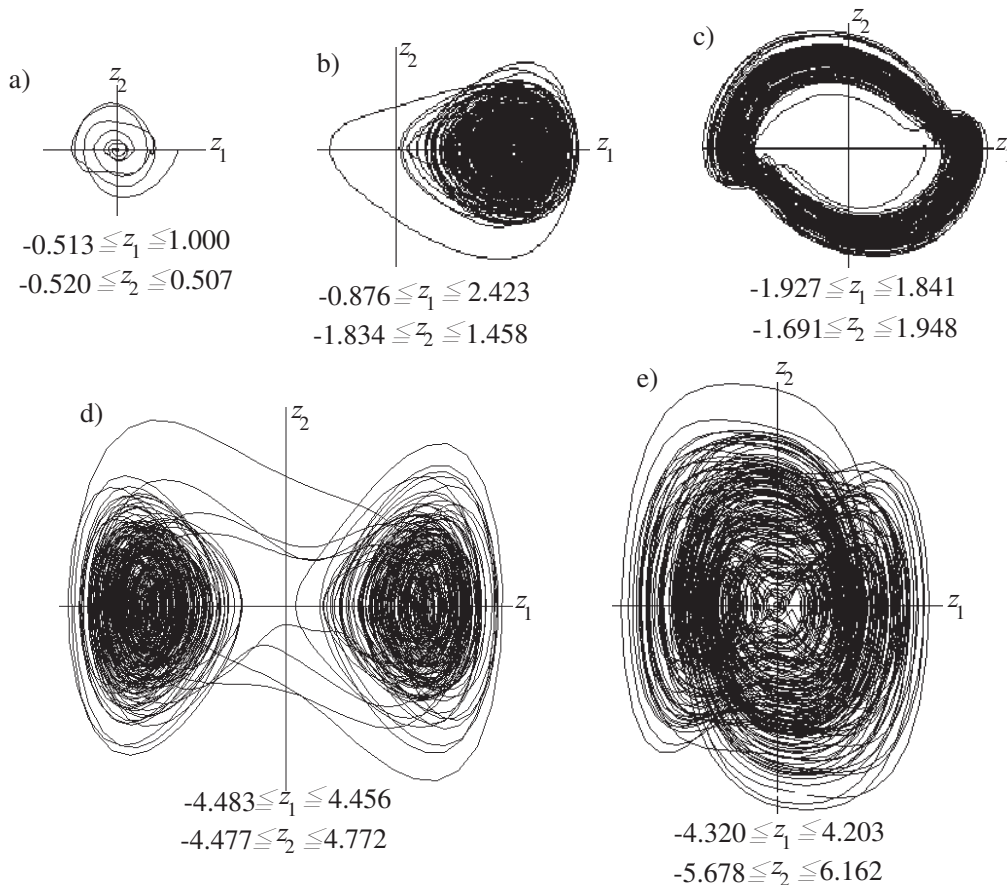 a)
z2
z1
-0.513 ≦ z1 ≦ 1.000
-0.520 ≦ z2 ≦ 0.507
b)
z2
z1
-0.876 ≦ z1 ≦ 2.423
-1.834 ≦ z2 ≦ 1.458
c)
z2
z
-1.927 ≦ z1 ≦ 1.841
-1.691 ≦ z2 ≦ 1.948
d)
z2
z1
-4.483 ≦ z1 ≦ 4.456
-4.477 ≦ z2 ≦ 4.772
e)
z2
z1
-4.320 ≦ z1 ≦ 4.203
-5.678 ≦ z2 ≦ 6.162